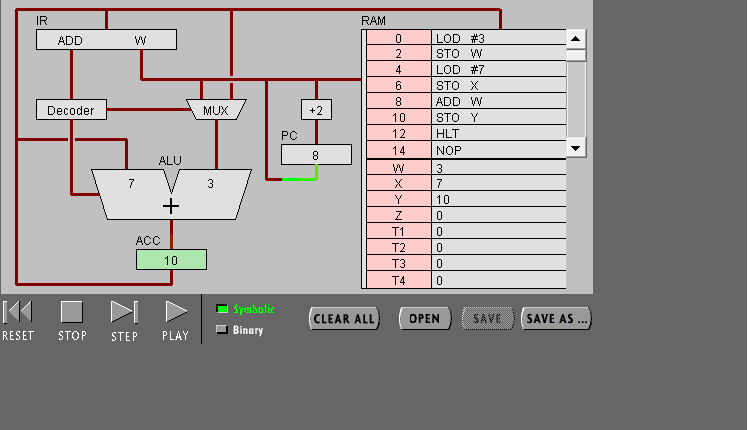 IR
ADD W
Decoder
MUX
+2
PC
8
ALU
7 3
+
ACC
10
RAM
0 LOD #3
2 STO W
4 LOD #7
6 STO X
8 ADD W
10 STO Y
12 HLT
14 NOP
W 3
X 7
Y 10
Z 0
T1 0
T2 0
T3 0
T4 0
RESET STOP STEP PLAY
Symbolic
Binary
CLEAR ALL OPEN SAVE SAVE AS ...